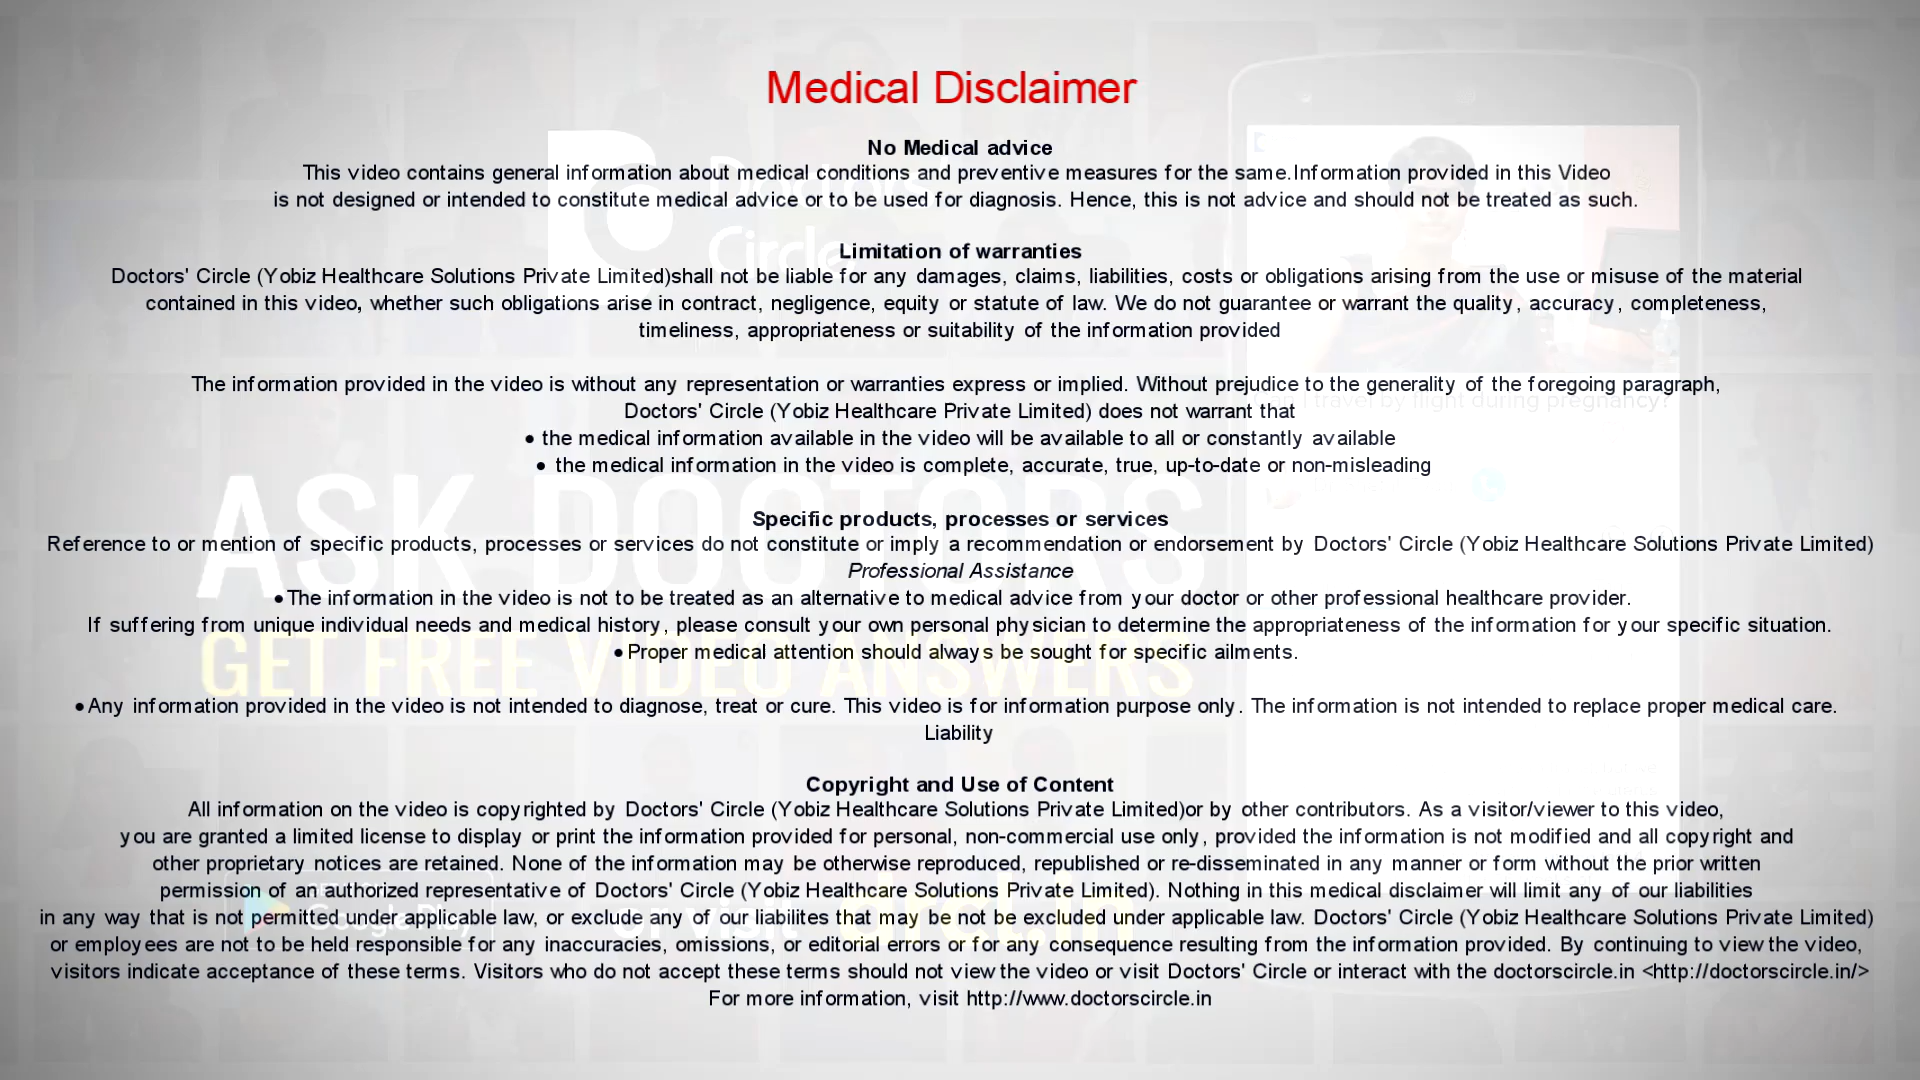 Medical Disclaimer
No Medical advice
This video contains general information about medical conditions and preventive measures for the same.Information provided in this Video
is not designed or intended to constitute medical advice or to be used for diagnosis. Hence, this is not advice and should not be treated as such.
Doctors
Circle
Limitation of warranties
Doctors' Circle (Yobiz Healthcare Solutions Private Limited)shall not be liable for any damages, claims, liabilities, costs or obligations arising from the use or misuse of the material
contained in this video, whether such obligations arise in contract, negligence, equity or statute of law. We do not guarantee or warrant the quality, accuracy, completeness,
timeliness, appropriateness or suitability of the information provided
The information provided in the video is without any representation or warranties express or implied. Without prejudice to the generality of the foregoing paragraph,
Can I travel by flight during pregnancy?
Doctors' Circle (Yobiz Healthcare Private Limited) does not warrant that
• the medical information available in the video will be available to all or constantly available
• the medical information in the video is complete, accurate, true, up-to-date or non-misleading
ASK DOCTORS
Specific products, processes or services
Reference to or mention of specific products, processes or services do not constitute or imply a recommendation or endorsement by Doctors' Circle (Yobiz Healthcare Solutions Private Limited)
Professional Assistance
•The information in the video is not to be treated as an alternative to medical advice from your doctor or other professional healthcare provider.
If suffering from unique individual needs and medical history, please consult your own personal physician to determine the appropriateness of the information for your specific situation.
GET FREE VIDEO ANSWERS
•Proper medical attention should always be sought for specific ailments.
•Any information provided in the video is not intended to diagnose, treat or cure. This video is for information purpose only. The information is not intended to replace proper medical care.
Liability
Copyright and Use of Content
All information on the video is copyrighted by Doctors' Circle (Yobiz Healthcare Solutions Private Limited)or by other contributors. As a visitor/viewer to this video,
you are granted a limited license to display or print the information provided for personal, non-commercial use only, provided the information is not modified and all copyright and
other proprietary notices are retained. None of the information may be otherwise reproduced, republished or re-disseminated in any manner or form without the prior written
permission of an authorized representative of Doctors' Circle (Yobiz Healthcare Solutions Private Limited). Nothing in this medical disclaimer will limit any of our liabilities
Google Play or visit drcl.in
in any way that is not permitted under applicable law, or exclude any of our liabilites that may be not be excluded under applicable law. Doctors' Circle (Yobiz Healthcare Solutions Private Limited)
or employees are not to be held responsible for any inaccuracies, omissions, or editorial errors or for any consequence resulting from the information provided. By continuing to view the video,
visitors indicate acceptance of these terms. Visitors who do not accept these terms should not view the video or visit Doctors' Circle or interact with the doctorscircle.in <http://doctorscircle.in/>
For more information, visit http://www.doctorscircle.in